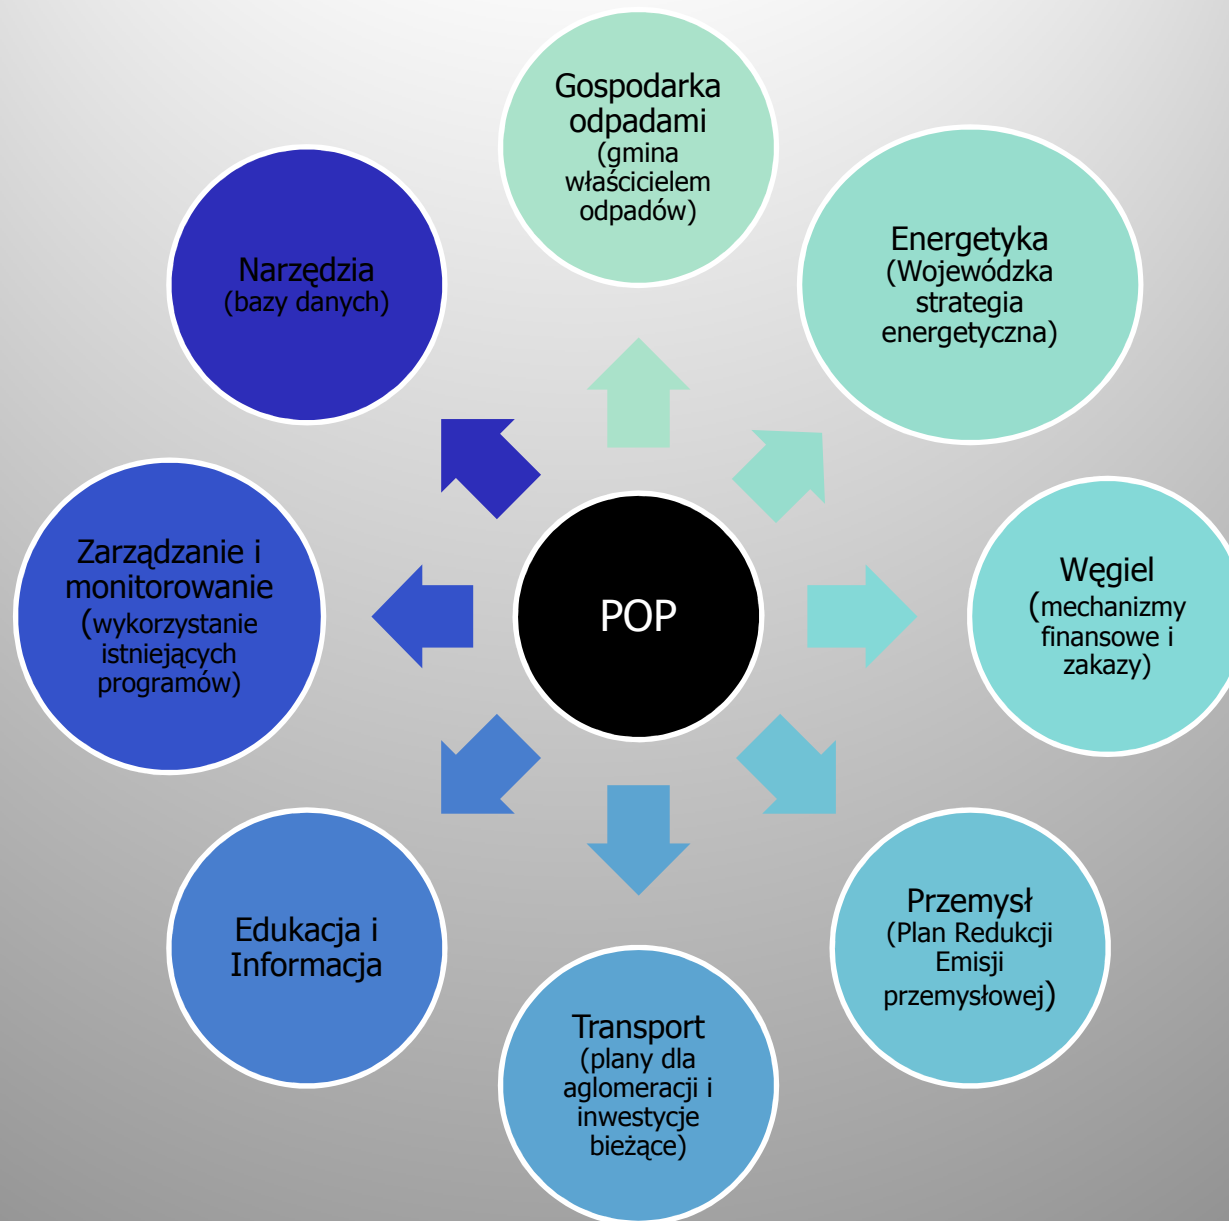 Gospodarka
odpadami
(gmina
właścicielem
odpadów)
Energetyka
(Wojewódzka
strategia
energetyczna)
Narzędzia
(bazy danych)
Węgiel
(mechanizmy
finansowe i
zakazy)
Zarządzanie i
monitorowanie
(wykorzystanie
istniejących
programów)
POP
Przemysł
(Plan Redukcji
Emisji
przemysłowej)
Edukacja i
Informacja
Transport
(plany dla
aglomeracji i
inwestycje
bieżące)